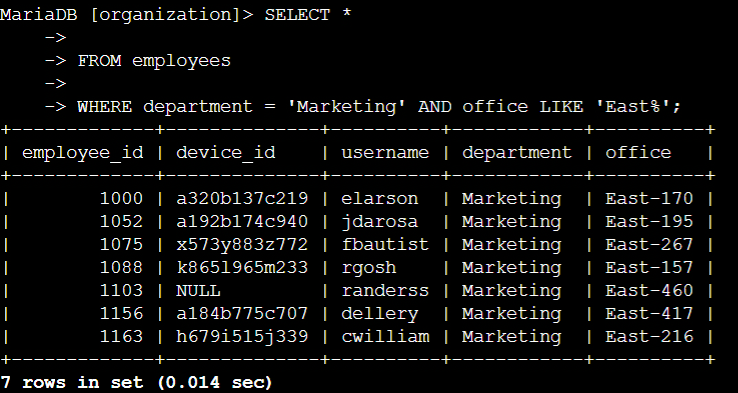 MariaDB [organization]> SELECT *
    ->
    -> FROM employees
    ->
    -> WHERE department = 'Marketing' AND office LIKE 'East%';
+-------------+--------------+----------+------------+----------+
| employee_id | device_id    | username | department | office   |
+-------------+--------------+----------+------------+----------+
|        1000 | a320b137c219 | elarson  | Marketing  | East-170 |
|        1052 | a192b174c940 | jdarosa  | Marketing  | East-195 |
|        1075 | x573y883z772 | fbautist | Marketing  | East-267 |
|        1088 | k865l965m233 | rgosh    | Marketing  | East-157 |
|        1103 | NULL         | randerss | Marketing  | East-460 |
|        1156 | a184b775c707 | dellery  | Marketing  | East-417 |
|        1163 | h679i515j339 | cwilliam | Marketing  | East-216 |
+-------------+--------------+----------+------------+----------+
7 rows in set (0.014 sec)